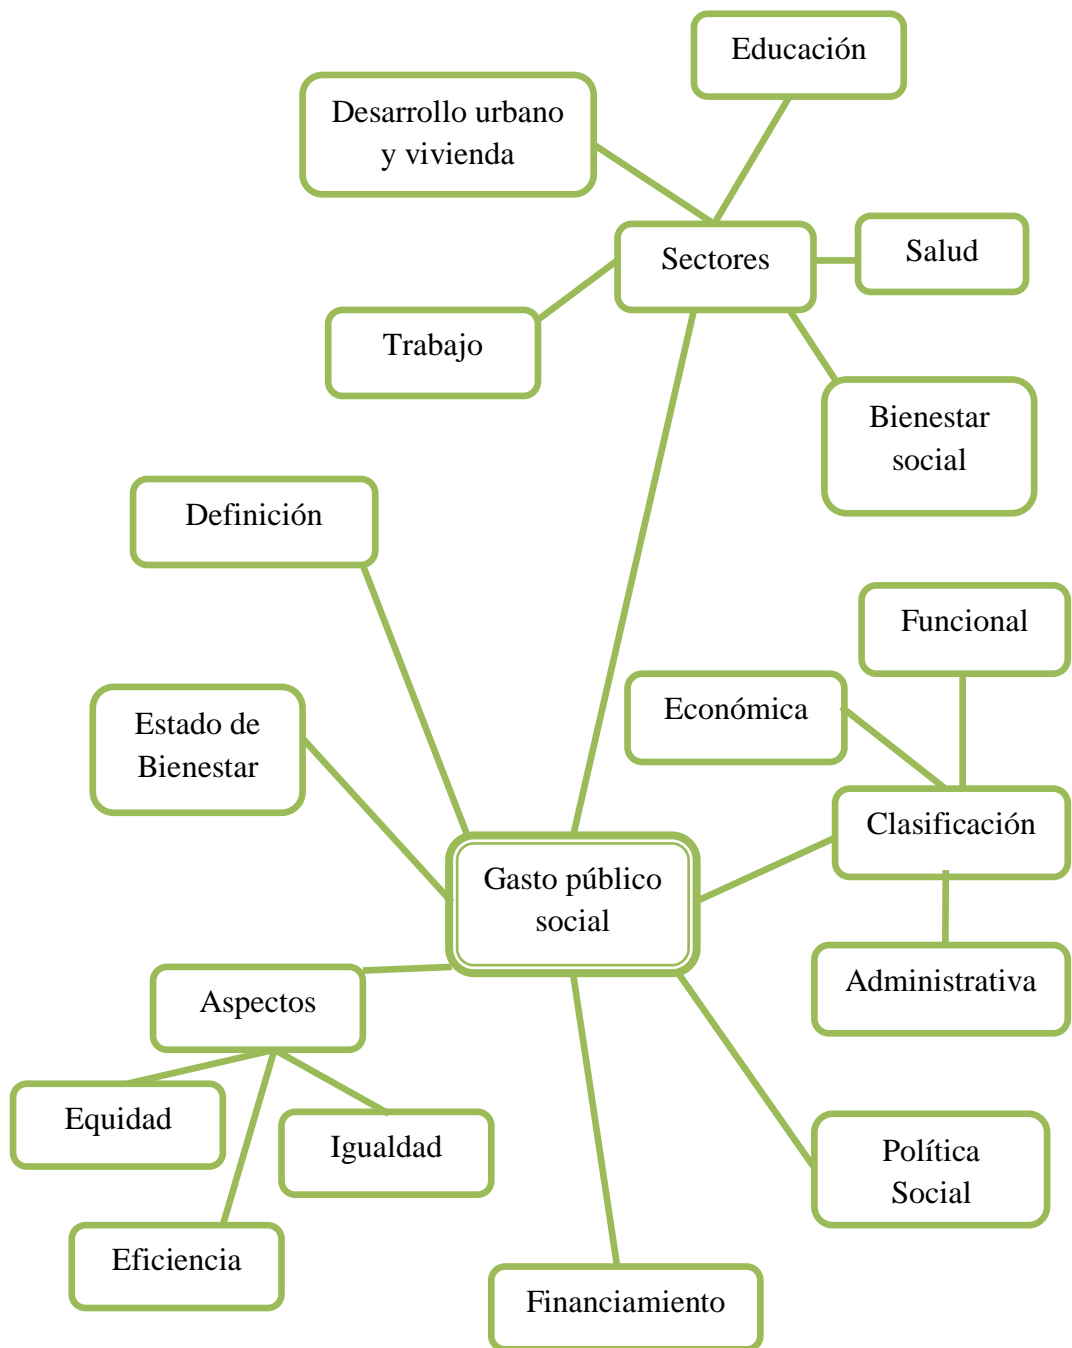 Educación
Desarrollo urbano
y vivienda
Sectores
Salud
Trabajo
Bienestar
social
Definición
Funcional
Económica
Estado de
Bienestar
Clasificación
Gasto público
social
Administrativa
Aspectos
Equidad
Igualdad
Política
Social
Eficiencia
Financiamiento